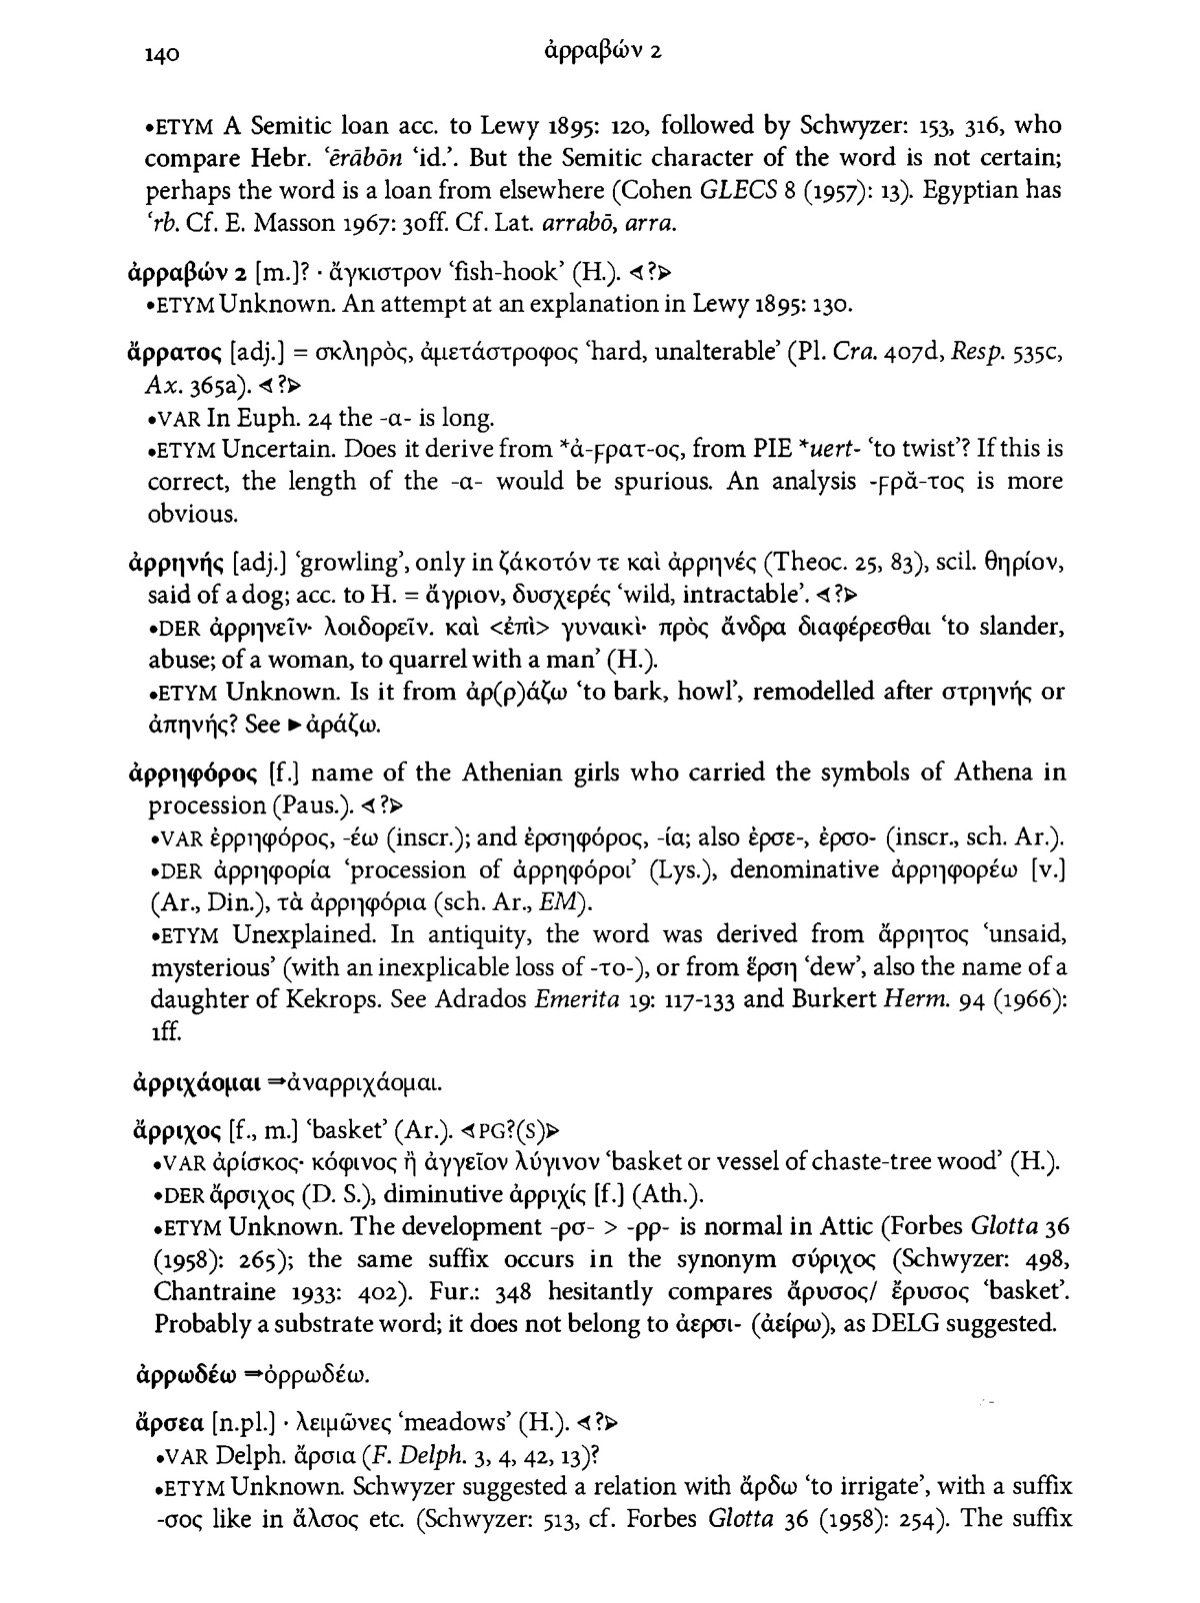 140 ἀρραβών 2
•ETYM A Semitic loan acc. to Lewy 1895: 120, followed by Schwyzer: 153, 316, who
compare Hebr. ʿērābōn ‘id.’. But the Semitic character of the word is not certain;
perhaps the word is a loan from elsewhere (Cohen GLECS 8 (1957): 13). Egyptian has
ʿrb. Cf. E. Masson 1967: 30ff. Cf. Lat. arrabō, arra.
ἀρραβών 2 [m.]? · ἄγκιστρον ‘fish-hook’ (H.). ⮜?⮞
•ETYM Unknown. An attempt at an explanation in Lewy 1895: 130.
ἄρρατος [adj.] = σκληρὸς, ἀμετάστροφος ‘hard, unalterable’ (Pl. Cra. 407d, Resp. 535c,
Ax. 365a). ⮜?⮞
•VAR In Euph. 24 the -α- is long.
•ETYM Uncertain. Does it derive from *ἀ-ϝρατ-ος, from PIE *uert- ‘to twist’? If this is
correct, the length of the -α- would be spurious. An analysis -ϝρᾰ-τος is more
obvious.
ἀρρηνής [adj.] ‘growling’, only in ζάκοτόν τε καὶ ἀρρηνές (Theoc. 25, 83), scil. θηρίον,
said of a dog; acc. to H. = ἄγριον, δυσχερές ‘wild, intractable’. ⮜?⮞
•DER ἀρρηνεῖν· λοιδορεῖν. καὶ <ἐπὶ> γυναικὶ· πρὸς ἄνδρα διαφέρεσθαι ‘to slander,
abuse; of a woman, to quarrel with a man’ (H.).
•ETYM Unknown. Is it from ἀρ(ρ)άζω ‘to bark, howl’, remodelled after στρηνής or
ἀπηνής? See ►ἀράζω.
ἀρρηφόρος [f.] name of the Athenian girls who carried the symbols of Athena in
procession (Paus.). ⮜?⮞
•VAR ἐρρηφόρος, -έω (inscr.); and ἐρσηφόρος, -ία; also ἐρσε-, ἐρσο- (inscr., sch. Ar.).
•DER ἀρρηφορία ‘procession of ἀρρηφόροι’ (Lys.), denominative ἀρρηφορέω [v.]
(Ar., Din.), τὰ ἀρρηφόρια (sch. Ar., EM).
•ETYM Unexplained. In antiquity, the word was derived from ἄρρητος ‘unsaid,
mysterious’ (with an inexplicable loss of -το-), or from ἕρση ‘dew’, also the name of a
daughter of Kekrops. See Adrados Emerita 19: 117-133 and Burkert Herm. 94 (1966):
1ff.
ἀρριχάομαι ⇒ἀναρριχάομαι.
ἄρριχος [f., m.] ‘basket’ (Ar.). ⮜PG?(S)⮞
•VAR ἀρίσκος· κόφινος ἢ ἀγγεῖον λύγινον ‘basket or vessel of chaste-tree wood’ (H.).
•DER ἄρσιχος (D. S.), diminutive ἀρριχίς [f.] (Ath.).
•ETYM Unknown. The development -ρσ- > -ρρ- is normal in Attic (Forbes Glotta 36
(1958): 265); the same suffix occurs in the synonym σύριχος (Schwyzer: 498,
Chantraine 1933: 402). Fur.: 348 hesitantly compares ἄρυσος/ ἔρυσος ‘basket’.
Probably a substrate word; it does not belong to ἀερσι- (ἀείρω), as DELG suggested.
ἀρρωδέω ⇒ὀρρωδέω.
ἄρσεα [n.pl.] · λειμῶνες ‘meadows’ (H.). ⮜?⮞
•VAR Delph. ἄρσια (F. Delph. 3, 4, 42, 13)?
•ETYM Unknown. Schwyzer suggested a relation with ἄρδω ‘to irrigate’, with a suffix
-σος like in ἄλσος etc. (Schwyzer: 513, cf. Forbes Glotta 36 (1958): 254). The suffix